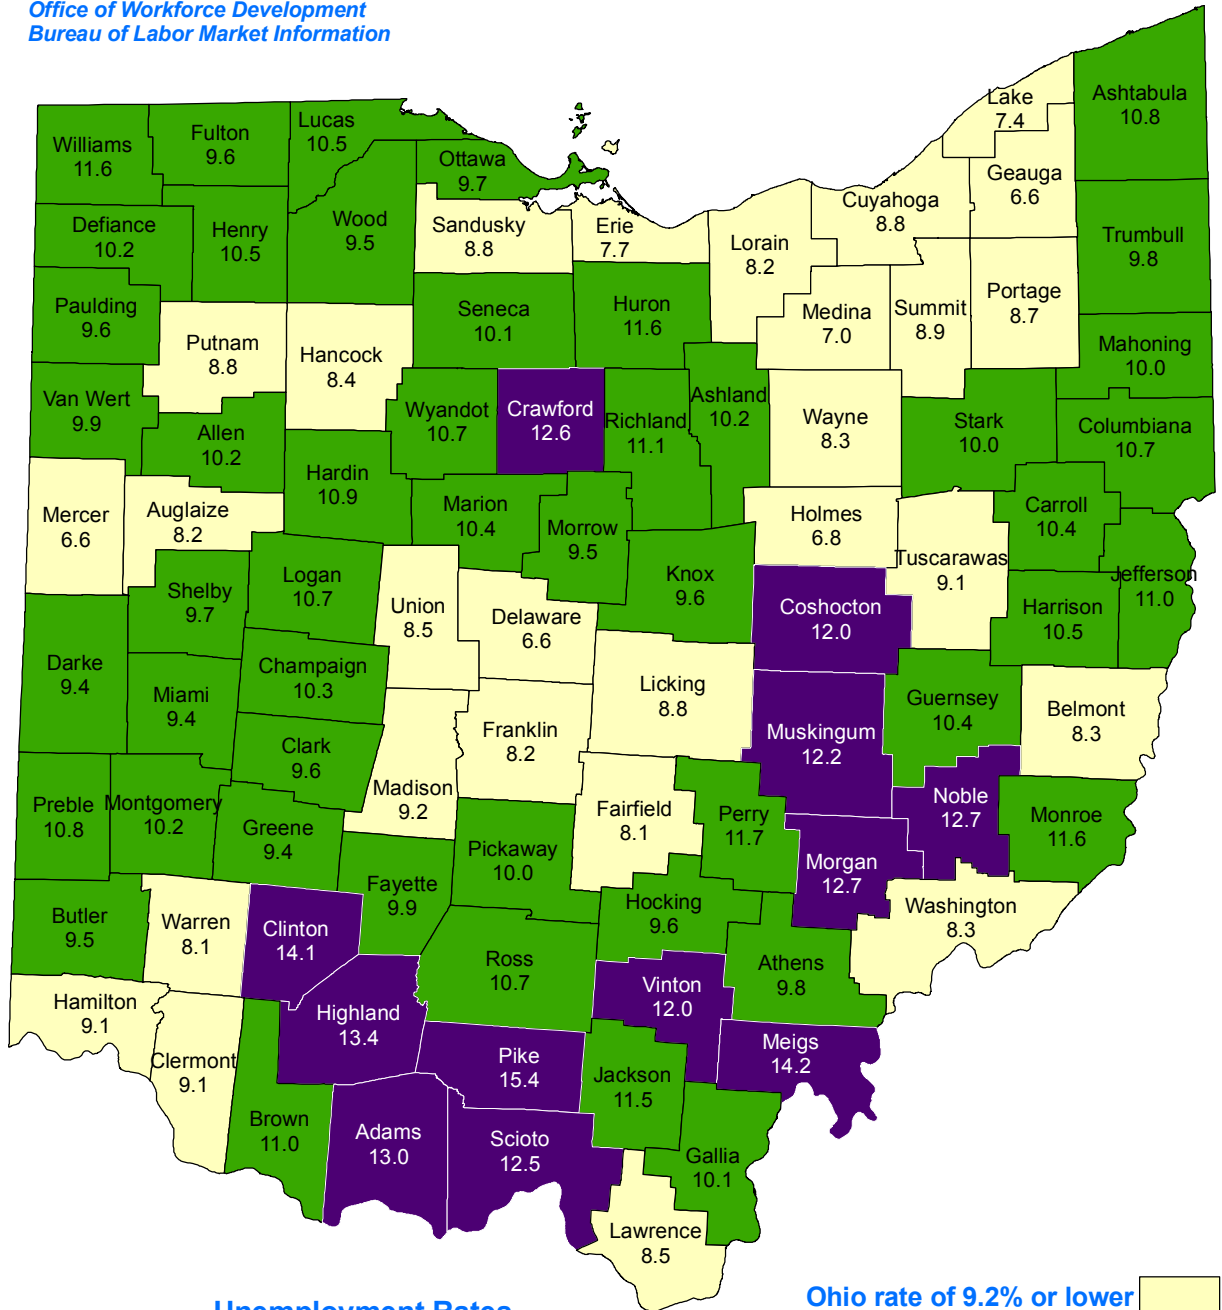 Office of Workforce Development
Bureau of Labor Market Information
Lake
7.4
Ashtabula
10.8
Williams
11.6
Fulton
9.6
Lucas
10.5
Ottawa
9.7
Geauga
6.6
Cuyahoga
8.8
Defiance
10.2
Henry
10.5
Wood
9.5
Sandusky
8.8
Erie
7.7
Lorain
8.2
Trumbull
9.8
Paulding
9.6
Seneca
10.1
Huron
11.6
Medina
7.0
Summit
8.9
Portage
8.7
Putnam
8.8
Hancock
8.4
Mahoning
10.0
Van Wert
9.9
Allen
10.2
Wyandot
10.7
Crawford
12.6
Richland
11.1
Ashland
10.2
Wayne
8.3
Stark
10.0
Columbiana
10.7
Hardin
10.9
Mercer
6.6
Auglaize
8.2
Marion
10.4
Morrow
9.5
Holmes
6.8
Carroll
10.4
Tuscarawas
9.1
Jefferson
11.0
Shelby
9.7
Logan
10.7
Union
8.5
Delaware
6.6
Knox
9.6
Coshocton
12.0
Harrison
10.5
Darke
9.4
Miami
9.4
Champaign
10.3
Licking
8.8
Guernsey
10.4
Belmont
8.3
Clark
9.6
Franklin
8.2
Muskingum
12.2
Madison
9.2
Preble
10.8
Montgomery
10.2
Greene
9.4
Fairfield
8.1
Perry
11.7
Noble
12.7
Monroe
11.6
Pickaway
10.0
Morgan
12.7
Fayette
9.9
Hocking
9.6
Washington
8.3
Butler
9.5
Warren
8.1
Clinton
14.1
Ross
10.7
Athens
9.8
Vinton
12.0
Hamilton
9.1
Highland
13.4
Meigs
14.2
Clermont
9.1
Pike
15.4
Jackson
11.5
Brown
11.0
Adams
13.0
Scioto
12.5
Gallia
10.1
Lawrence
8.5
Unemployment Rates
Ohio rate of 9.2% or lower